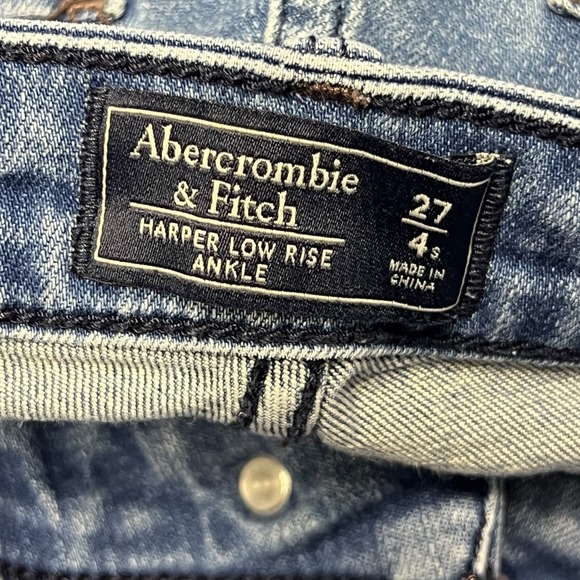 Abercrombie
& Fitch
HARPER LOW RISE
ANKLE
27
4s
MADE IN
CHINA